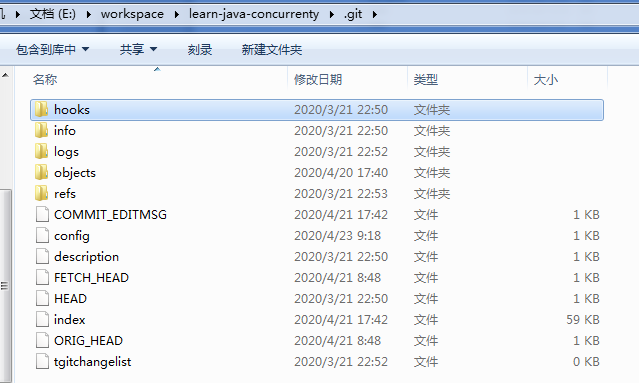 文档 (E:) ▸ workspace ▸ learn-java-concurrenty ▸ .git ▸
包含到库中 共享 刻录 新建文件夹
名称 修改日期 类型 大小
hooks 2020/3/21 22:50 文件夹
info 2020/3/21 22:50 文件夹
logs 2020/3/21 22:52 文件夹
objects 2020/4/20 17:40 文件夹
refs 2020/3/21 22:53 文件夹
COMMIT_EDITMSG 2020/4/21 17:42 文件 1 KB
config 2020/4/23 9:18 文件 1 KB
description 2020/3/21 22:50 文件 1 KB
FETCH_HEAD 2020/4/21 8:48 文件 1 KB
HEAD 2020/3/21 22:50 文件 1 KB
index 2020/4/21 17:42 文件 59 KB
ORIG_HEAD 2020/4/21 8:48 文件 1 KB
tgitchangelist 2020/3/21 22:52 文件 0 KB